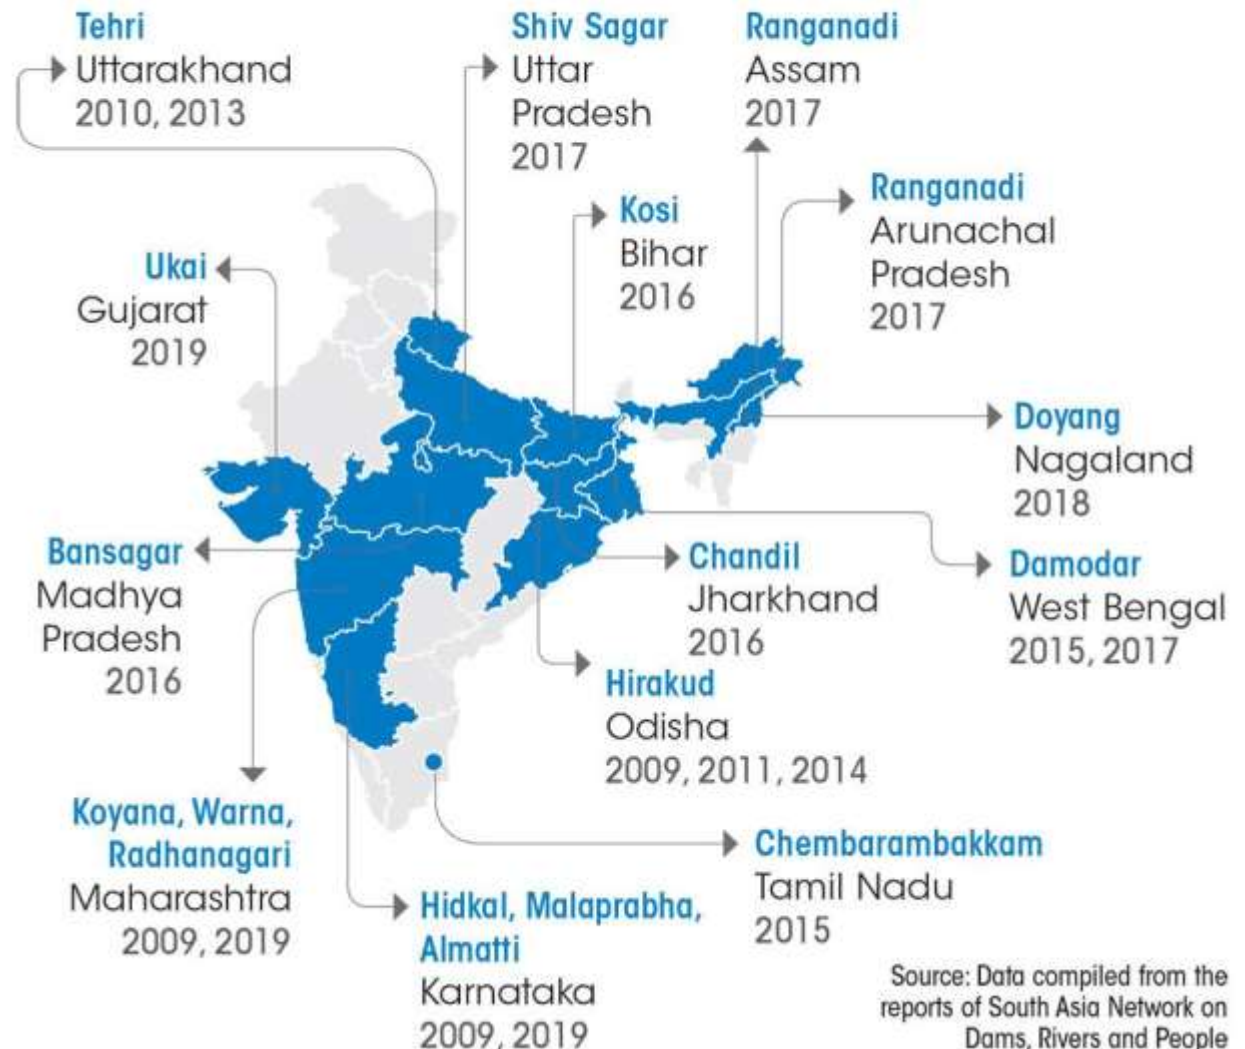 Tehri
Uttarakhand
2010, 2013
Shiv Sagar
Uttar
Pradesh
2017
Ranganadi
Assam
2017
Kosi
Bihar
2016
Ranganadi
Arunachal
Pradesh
2017
Ukai
Gujarat
2019
Doyang
Nagaland
2018
Bansagar
Madhya
Pradesh
2016
Chandil
Jharkhand
2016
Damodar
West Bengal
2015, 2017
Hirakud
Odisha
2009, 2011, 2014
Koyana, Warna,
Radhanagari
Maharashtra
2009, 2019
Hidkal, Malaprabha,
Almatti
Karnataka
2009, 2019
Chembarambakkam
Tamil Nadu
2015
Source: Data compiled from the
reports of South Asia Network on
Dams, Rivers and People